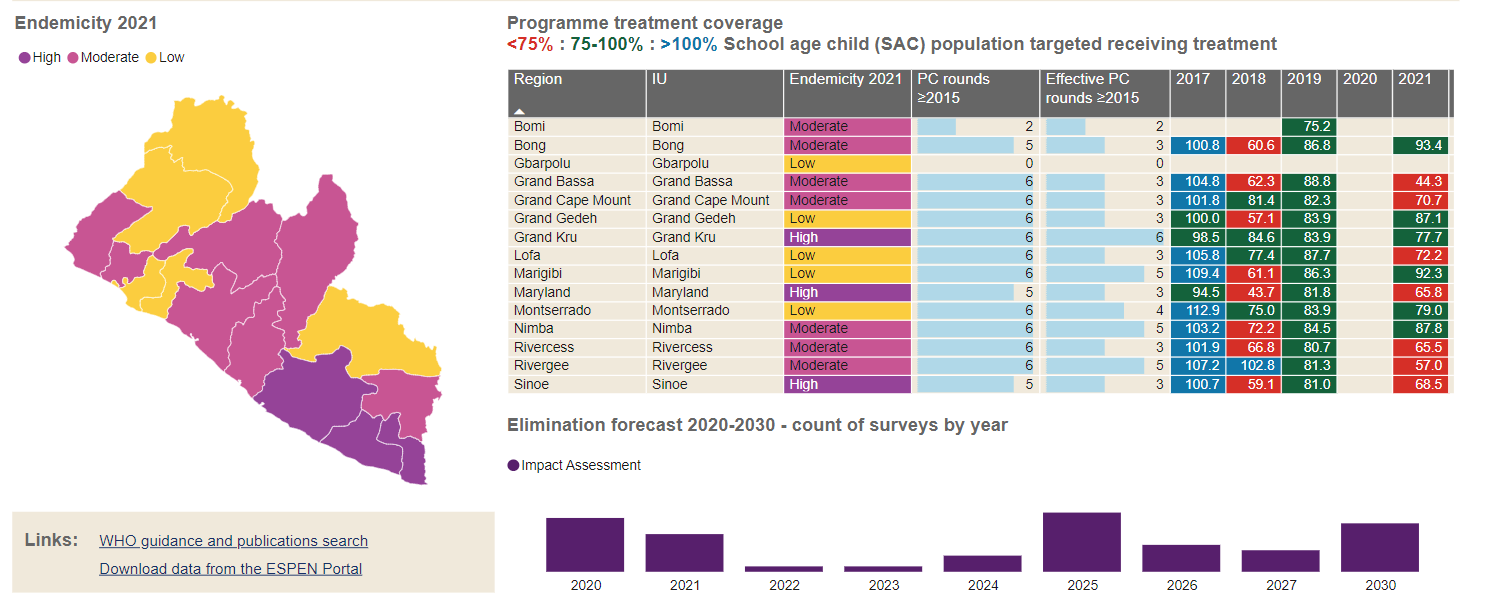 Endemicity 2021
High Moderate Low
Programme treatment coverage
<75% : 75-100% : >100% School age child (SAC) population targeted receiving treatment
Region IU Endemicity 2021 PC rounds ≥2015 Effective PC rounds ≥2015 2017 2018 2019 2020 2021
Bomi Bomi Moderate 2 2 75.2
Bong Bong Moderate 5 3 100.8 60.6 86.8 93.4
Gbarpolu Gbarpolu Low 0 0
Grand Bassa Grand Bassa Moderate 6 3 104.8 62.3 88.8 44.3
Grand Cape Mount Grand Cape Mount Moderate 6 3 101.8 81.4 82.3 70.7
Grand Gedeh Grand Gedeh Low 6 3 100.0 57.1 83.9 87.1
Grand Kru Grand Kru High 6 6 98.5 84.6 83.9 77.7
Lofa Lofa Low 6 3 105.8 77.4 87.7 72.2
Marigibi Marigibi Low 6 5 109.4 61.1 86.3 92.3
Maryland Maryland High 5 3 94.5 43.7 81.8 65.8
Montserrado Montserrado Low 6 4 112.9 75.0 83.9 79.0
Nimba Nimba Moderate 6 5 103.2 72.2 84.5 87.8
Rivercess Rivercess Moderate 6 3 101.9 66.8 80.7 65.5
Rivergee Rivergee Moderate 6 5 107.2 102.8 81.3 57.0
Sinoe Sinoe High 5 3 100.7 59.1 81.0 68.5
Elimination forecast 2020-2030 - count of surveys by year
Impact Assessment
2020 2021 2022 2023 2024 2025 2026 2027 2030
Links: WHO guidance and publications search
Download data from the ESPEN Portal